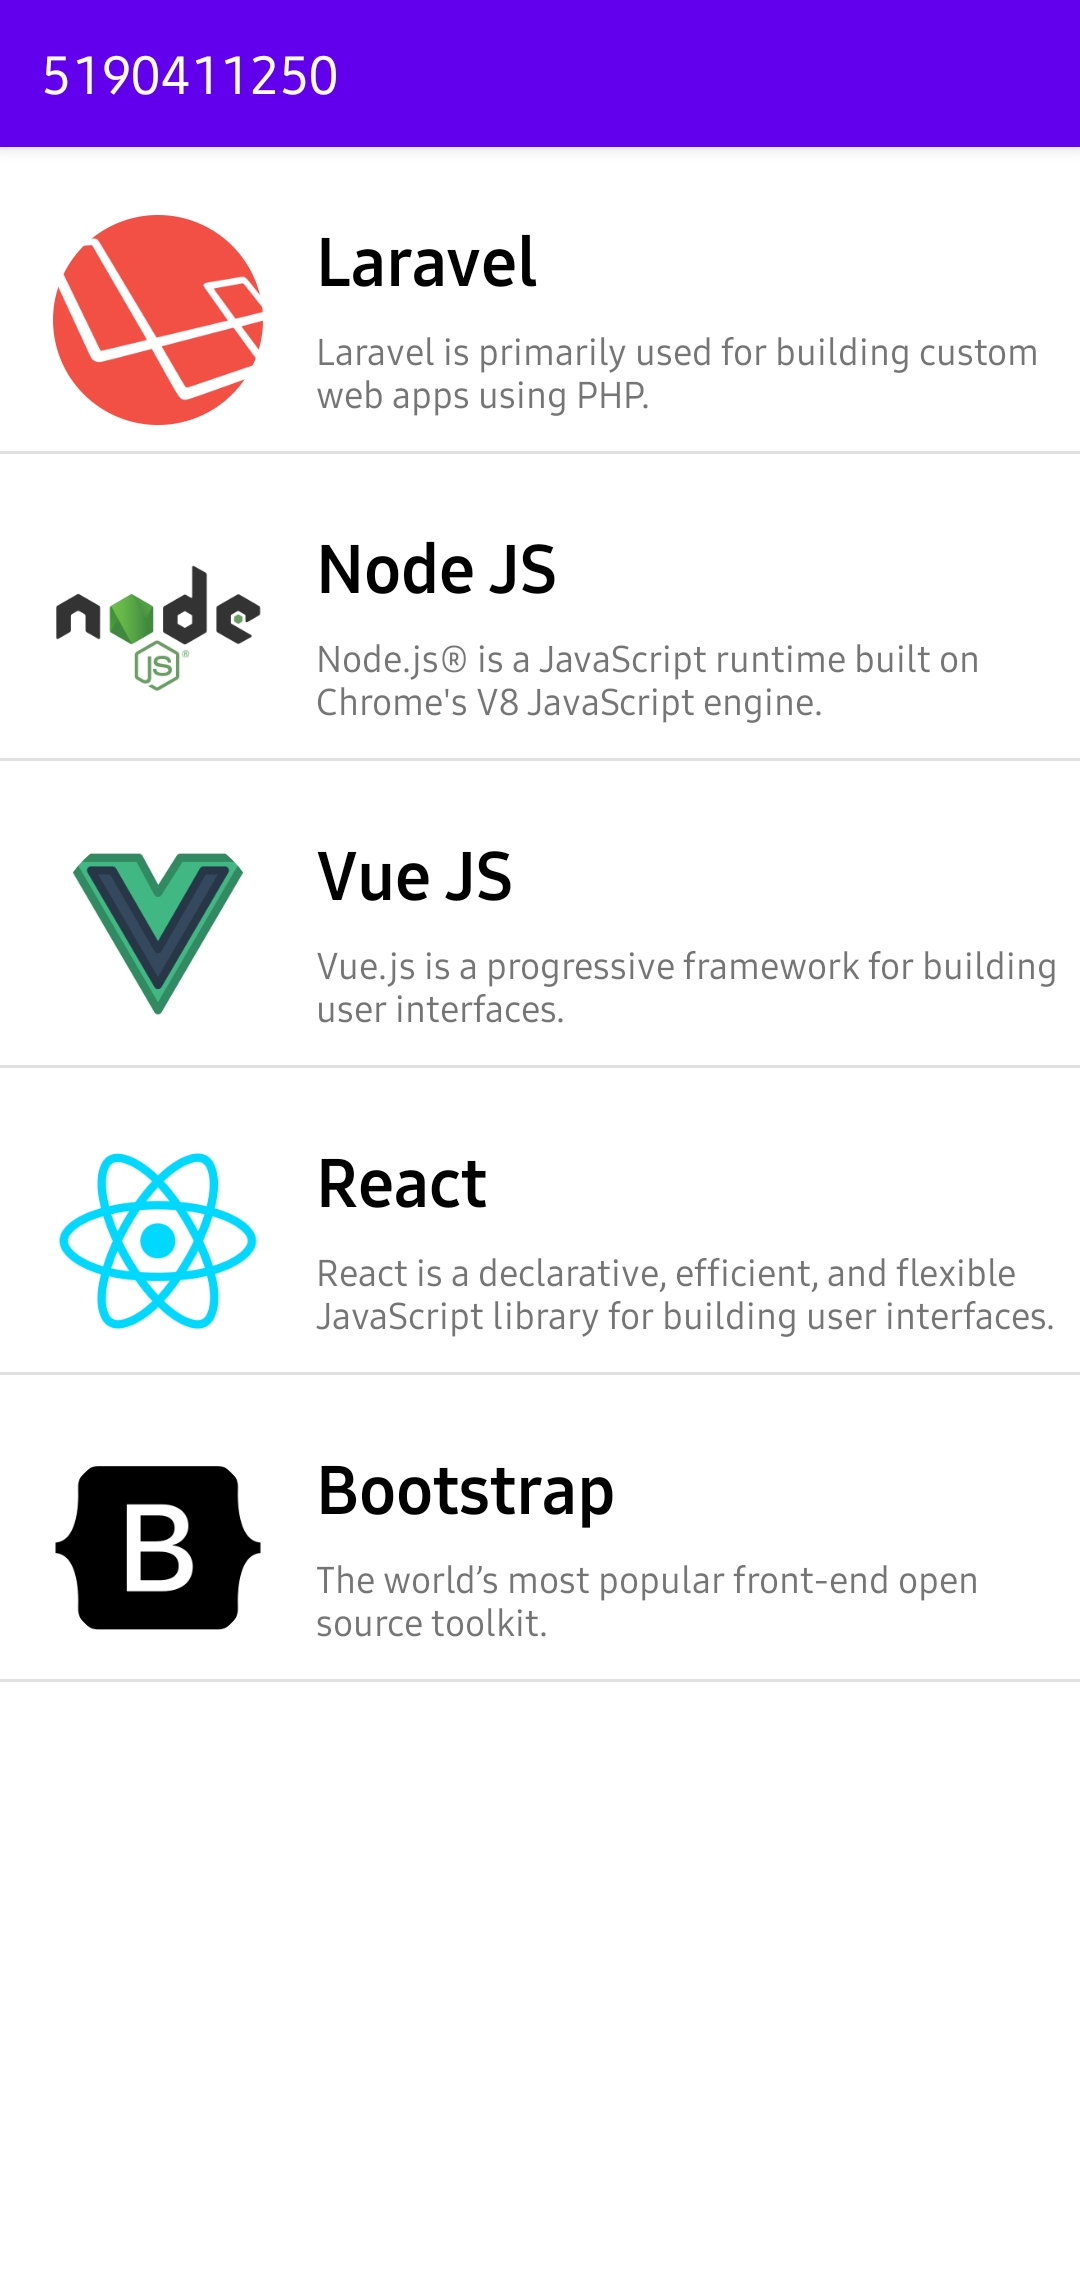 5190411250
Laravel
Laravel is primarily used for building custom
web apps using PHP.
node
JS®
Node JS
Node.js® is a JavaScript runtime built on
Chrome's V8 JavaScript engine.
Vue JS
Vue.js is a progressive framework for building
user interfaces.
React
React is a declarative, efficient, and flexible
JavaScript library for building user interfaces.
B
Bootstrap
The world’s most popular front-end open
source toolkit.